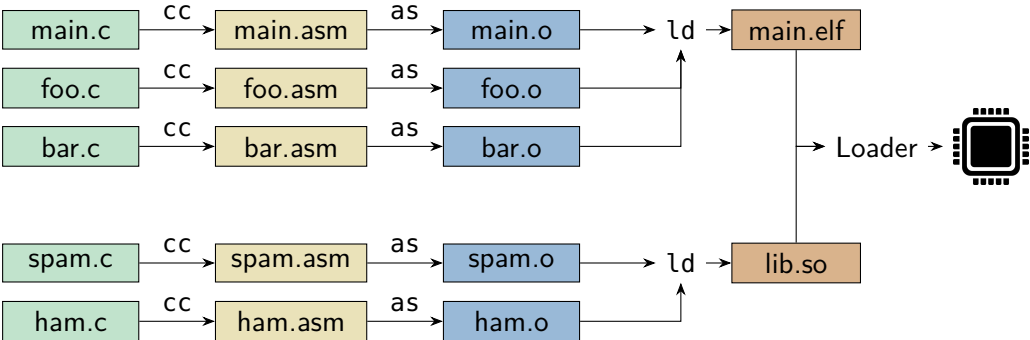 cc as
main.c main.asm main.o ld main.elf
cc as
foo.c foo.asm foo.o
cc as
bar.c bar.asm bar.o Loader
cc as
spam.c spam.asm spam.o ld lib.so
cc as
ham.c ham.asm ham.o